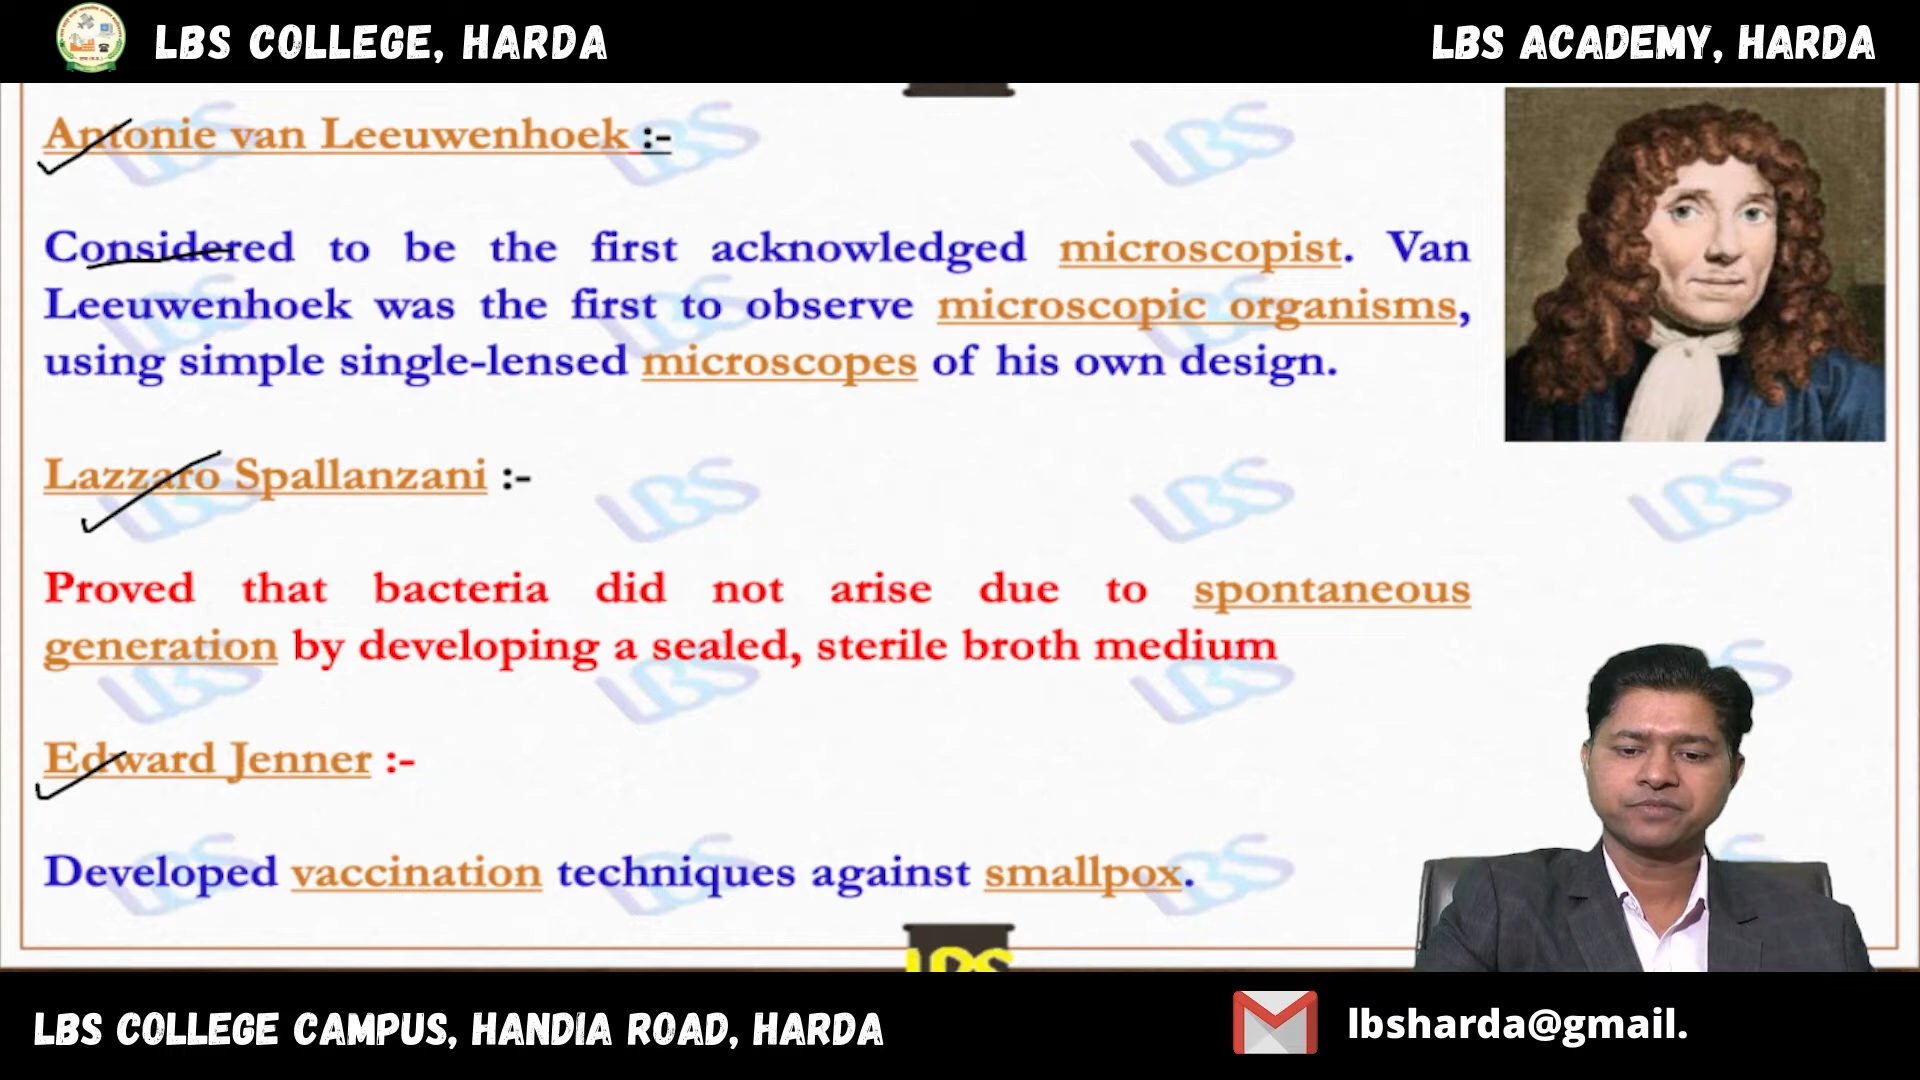 LBS COLLEGE, HARDA
LBS ACADEMY, HARDA
Antonie van Leeuwenhoek :-
Considered to be the first acknowledged microscopist. Van
Leeuwenhoek was the first to observe microscopic organisms,
using simple single-lensed microscopes of his own design.
Lazzaro Spallanzani :-
Proved that bacteria did not arise due to spontaneous
generation by developing a sealed, sterile broth medium
Edward Jenner :-
Developed vaccination techniques against smallpox.
LBS
LBS COLLEGE CAMPUS, HANDIA ROAD, HARDA
lbsharda@gmail.